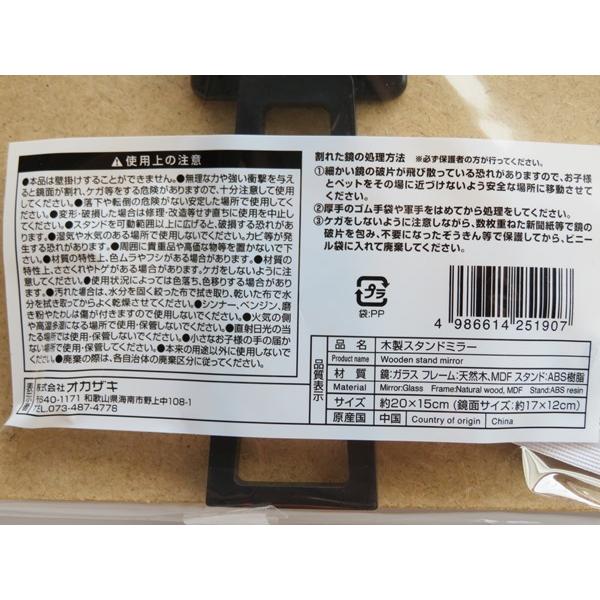 ⚠使用上の注意
●本品は壁掛けすることができません。●無理な力や強い衝撃を与え
ると鏡面が割れ、ケガ等をする危険がありますので、十分注意して使用
してください。●落下や転倒の危険がない安定した場所で使用してく
ださい。●変形・破損した場合は修理・改造等せず直ちに使用を中止し
てください。●スタンドを可動範囲以上に広げると、破損する恐れがあ
ります。●湿気や水気のある場所で使用しないでください。カビ等が発
生する恐れがあります。●周囲に貴重品や高価な物等を置かないで下
さい。●材質の特性上、色ムラやフシがある場合があります。●材質の
特性上、ささくれやトゲがある場合があります。ケガをしないように注意
してください。●使用状況によっては色落ち、色移りする場合がありま
す。●汚れた場合は、水分を固く絞った布で拭き取り、乾いた布で水分
を拭き取ってからよく乾燥させてください。●シンナー、ベンジン、磨
き粉やたわしは傷が付きますので使用しないでください。●火気の側
や高温多湿になる場所で使用・保管しないでください。●直射日光の当
たる場所では使用・保管しないでください。●小さなお子様の手の届か
ない場所で使用・保管してください。●本来の用途以外に使用しないで
ください。●廃棄の際は、各自治体の廃棄区分に従ってください。
株式会社オカザキ
〒640-1171 和歌山県海南市野上中108-1
TEL.073-487-4778
割れた鏡の処理方法 ※必ず保護者の方が行ってください。
①細かい鏡の破片が飛び散っている恐れがありますので、お子様
とペットをその場に近づけないよう安全な場所に移動させて
ください。
②厚手のゴム手袋や軍手をはめてから処理をしてください。
③ケガをしないように注意しながら、数枚重ねた新聞紙等で鏡の
破片を包み、不要になったぞうきん等で保護してから、ビニー
ル袋に入れて廃棄してください。
プラ
袋:PP
4 986614 251907
品質表示
品名 木製スタンドミラー
Product name Wooden stand mirror
材質 鏡:ガラス フレーム:天然木、MDF スタンド:ABS樹脂
Material Mirror:Glass Frame:Natural wood, MDF Stand:ABS resin
サイズ 約20×15cm(鏡面サイズ:約17×12cm)
原産国 中国 Country of origin China